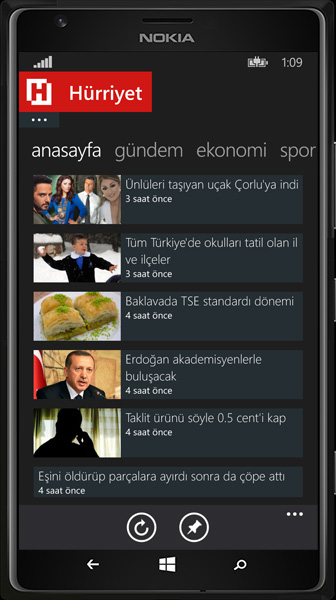 NOKIA
1:09
H Hürriyet
anasayfa gündem ekonomi spor
Ünlüleri taşıyan uçak Çorlu'ya indi
3 saat önce
Tüm Türkiye'de okulları tatil olan il
ve ilçeler
3 saat önce
Baklavada TSE standardı dönemi
4 saat önce
Erdoğan akademisyenlerle
buluşacak
4 saat önce
Taklit ürünü söyle 0.5 cent'i kap
4 saat önce
Eşini öldürüp parçalara ayırdı sonra da çöpe attı
4 saat önce